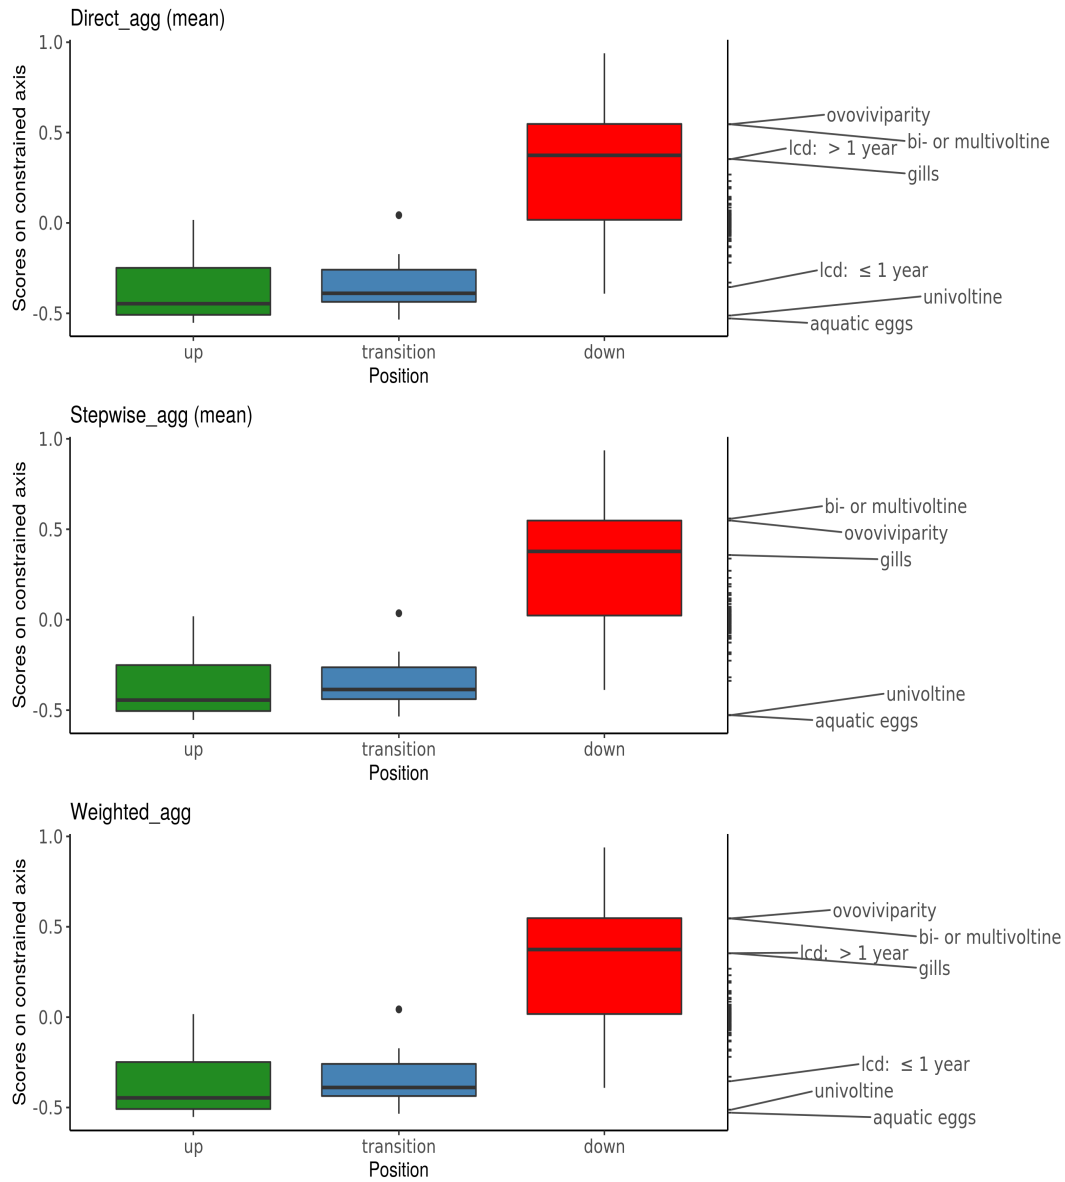 Direct_agg (mean)
Scores on constrained axis
1.0
0.5
0.0
-0.5
up
transition
down
Position
ovoviviparity
bi- or multivoltine
lcd:  > 1 year
gills
lcd:  ≤ 1 year
univoltine
aquatic eggs
Stepwise_agg (mean)
Scores on constrained axis
1.0
0.5
0.0
-0.5
up
transition
down
Position
bi- or multivoltine
ovoviviparity
gills
univoltine
aquatic eggs
Weighted_agg
Scores on constrained axis
1.0
0.5
0.0
-0.5
up
transition
down
Position
ovoviviparity
bi- or multivoltine
lcd:  > 1 year
gills
lcd:  ≤ 1 year
univoltine
aquatic eggs